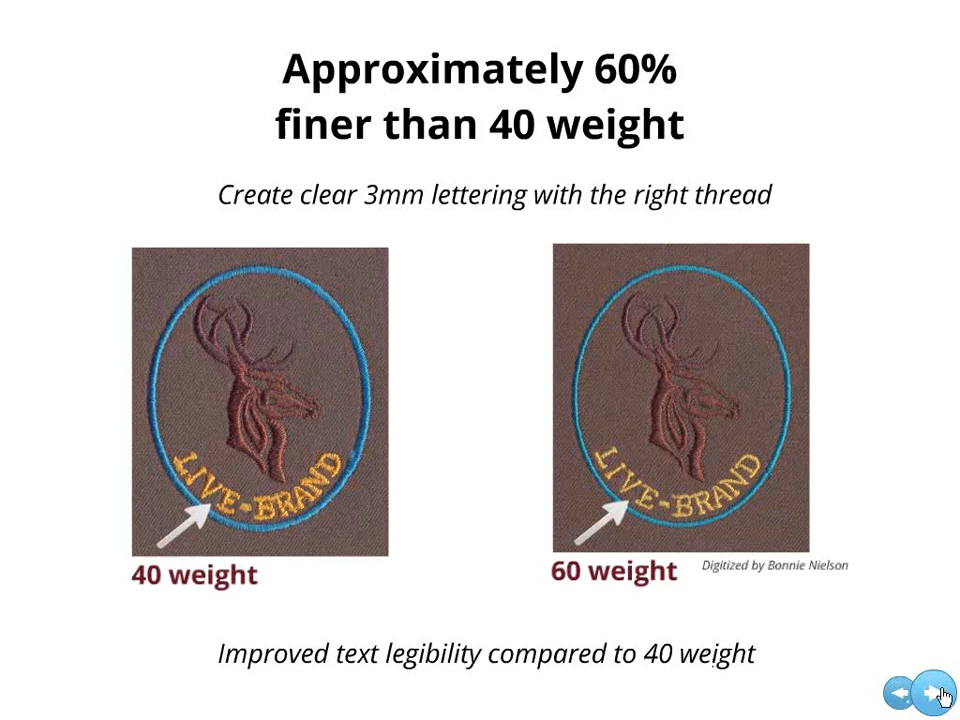 Approximately 60%
finer than 40 weight
Create clear 3mm lettering with the right thread
LIVE-BRAND
LIVE-BRAND
40 weight
60 weight
Digitized by Bonnie Nielson
Improved text legibility compared to 40 weight